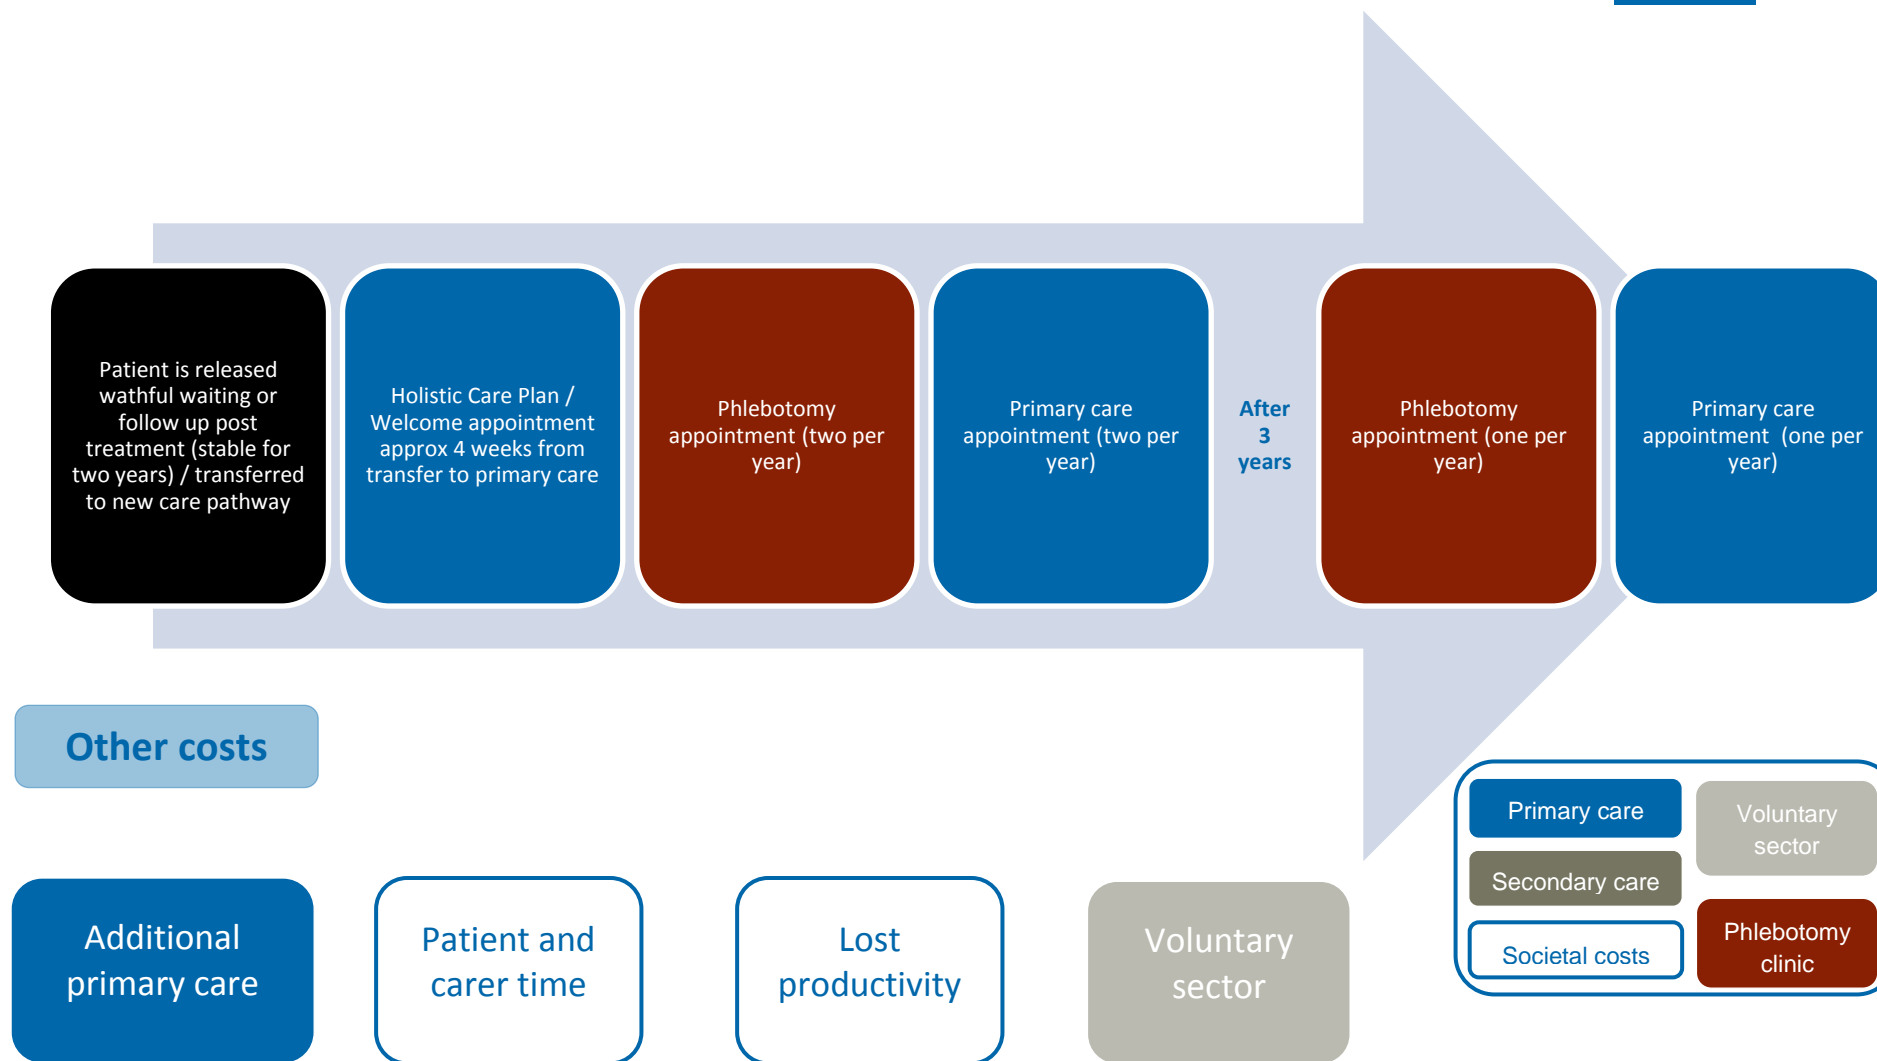 Patient is released
wathful waiting or
follow up post
treatment (stable for
two years) / transferred
to new care pathway
Holistic Care Plan /
Welcome appointment
approx 4 weeks from
transfer to primary care
Phlebotomy
appointment (two per
year)
Primary care
appointment (two per
year)
After
3
years
Phlebotomy
appointment (one per
year)
Primary care
appointment (one per
year)
Other costs
Additional
primary care
Patient and
carer time
Lost
productivity
Voluntary
sector
Primary care
Secondary care
Societal costs
Voluntary
sector
Phlebotomy
clinic